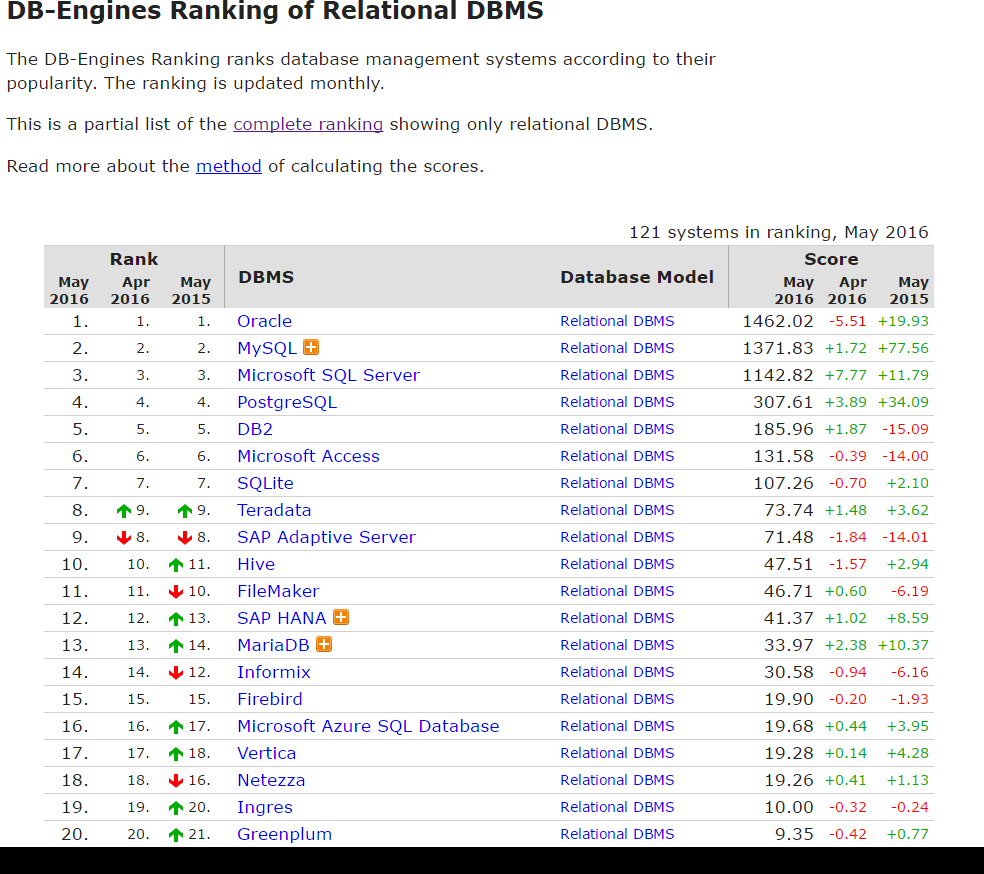 DB-Engines Ranking of Relational DBMS
The DB-Engines Ranking ranks database management systems according to their
popularity. The ranking is updated monthly.
This is a partial list of the complete ranking showing only relational DBMS.
Read more about the method of calculating the scores.
121 systems in ranking, May 2016
Rank DBMS Database Model Score
May 2016 Apr 2016 May 2015 May 2016 Apr 2016 May 2015
1. 1. 1. Oracle Relational DBMS 1462.02 -5.51 +19.93
2. 2. 2. MySQL Relational DBMS 1371.83 +1.72 +77.56
3. 3. 3. Microsoft SQL Server Relational DBMS 1142.82 +7.77 +11.79
4. 4. 4. PostgreSQL Relational DBMS 307.61 +3.89 +34.09
5. 5. 5. DB2 Relational DBMS 185.96 +1.87 -15.09
6. 6. 6. Microsoft Access Relational DBMS 131.58 -0.39 -14.00
7. 7. 7. SQLite Relational DBMS 107.26 -0.70 +2.10
8. 9. 9. Teradata Relational DBMS 73.74 +1.48 +3.62
9. 8. 8. SAP Adaptive Server Relational DBMS 71.48 -1.84 -14.01
10. 10. 11. Hive Relational DBMS 47.51 -1.57 +2.94
11. 11. 10. FileMaker Relational DBMS 46.71 +0.60 -6.19
12. 12. 13. SAP HANA Relational DBMS 41.37 +1.02 +8.59
13. 13. 14. MariaDB Relational DBMS 33.97 +2.38 +10.37
14. 14. 12. Informix Relational DBMS 30.58 -0.94 -6.16
15. 15. 15. Firebird Relational DBMS 19.90 -0.20 -1.93
16. 16. 17. Microsoft Azure SQL Database Relational DBMS 19.68 +0.44 +3.95
17. 17. 18. Vertica Relational DBMS 19.28 +0.14 +4.28
18. 18. 16. Netezza Relational DBMS 19.26 +0.41 +1.13
19. 19. 20. Ingres Relational DBMS 10.00 -0.32 -0.24
20. 20. 21. Greenplum Relational DBMS 9.35 -0.42 +0.77